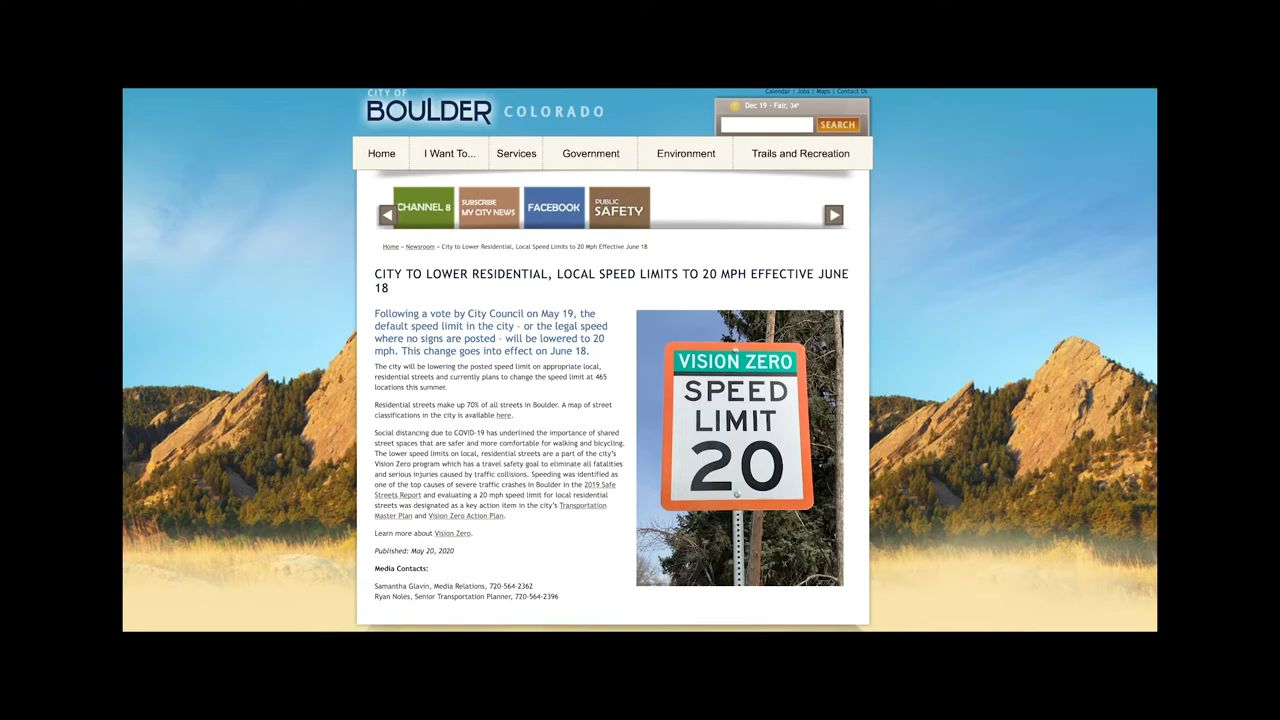 CITY OF
BOULDER COLORADO
Calendar | Jobs | Maps | Contact Us
Dec 19 - Fair, 34°
SEARCH
Home
I Want To...
Services
Government
Environment
Trails and Recreation
CHANNEL 8
SUBSCRIBE
MY CITY NEWS
FACEBOOK
PUBLIC
SAFETY
Home » Newsroom » City to Lower Residential, Local Speed Limits to 20 Mph Effective June 18
CITY TO LOWER RESIDENTIAL, LOCAL SPEED LIMITS TO 20 MPH EFFECTIVE JUNE
18
Following a vote by City Council on May 19, the
default speed limit in the city – or the legal speed
where no signs are posted – will be lowered to 20
mph. This change goes into effect on June 18.
The city will be lowering the posted speed limit on appropriate local,
residential streets and currently plans to change the speed limit at 465
locations this summer.
Residential streets make up 70% of all streets in Boulder. A map of street
classifications in the city is available here.
Social distancing due to COVID-19 has underlined the importance of shared
street spaces that are safer and more comfortable for walking and bicycling.
The lower speed limits on local, residential streets are a part of the city's
Vision Zero program which has a travel safety goal to eliminate all fatalities
and serious injuries caused by traffic collisions. Speeding was identified as
one of the top causes of severe traffic crashes in Boulder in the 2019 Safe
Streets Report and evaluating a 20 mph speed limit for local residential
streets was designated as a key action item in the city's Transportation
Master Plan and Vision Zero Action Plan.
Learn more about Vision Zero.
Published: May 20, 2020
Media Contacts:
Samantha Glavin, Media Relations, 720-564-2362
Ryan Noles, Senior Transportation Planner, 720-564-2396
VISION ZERO
SPEED
LIMIT
20